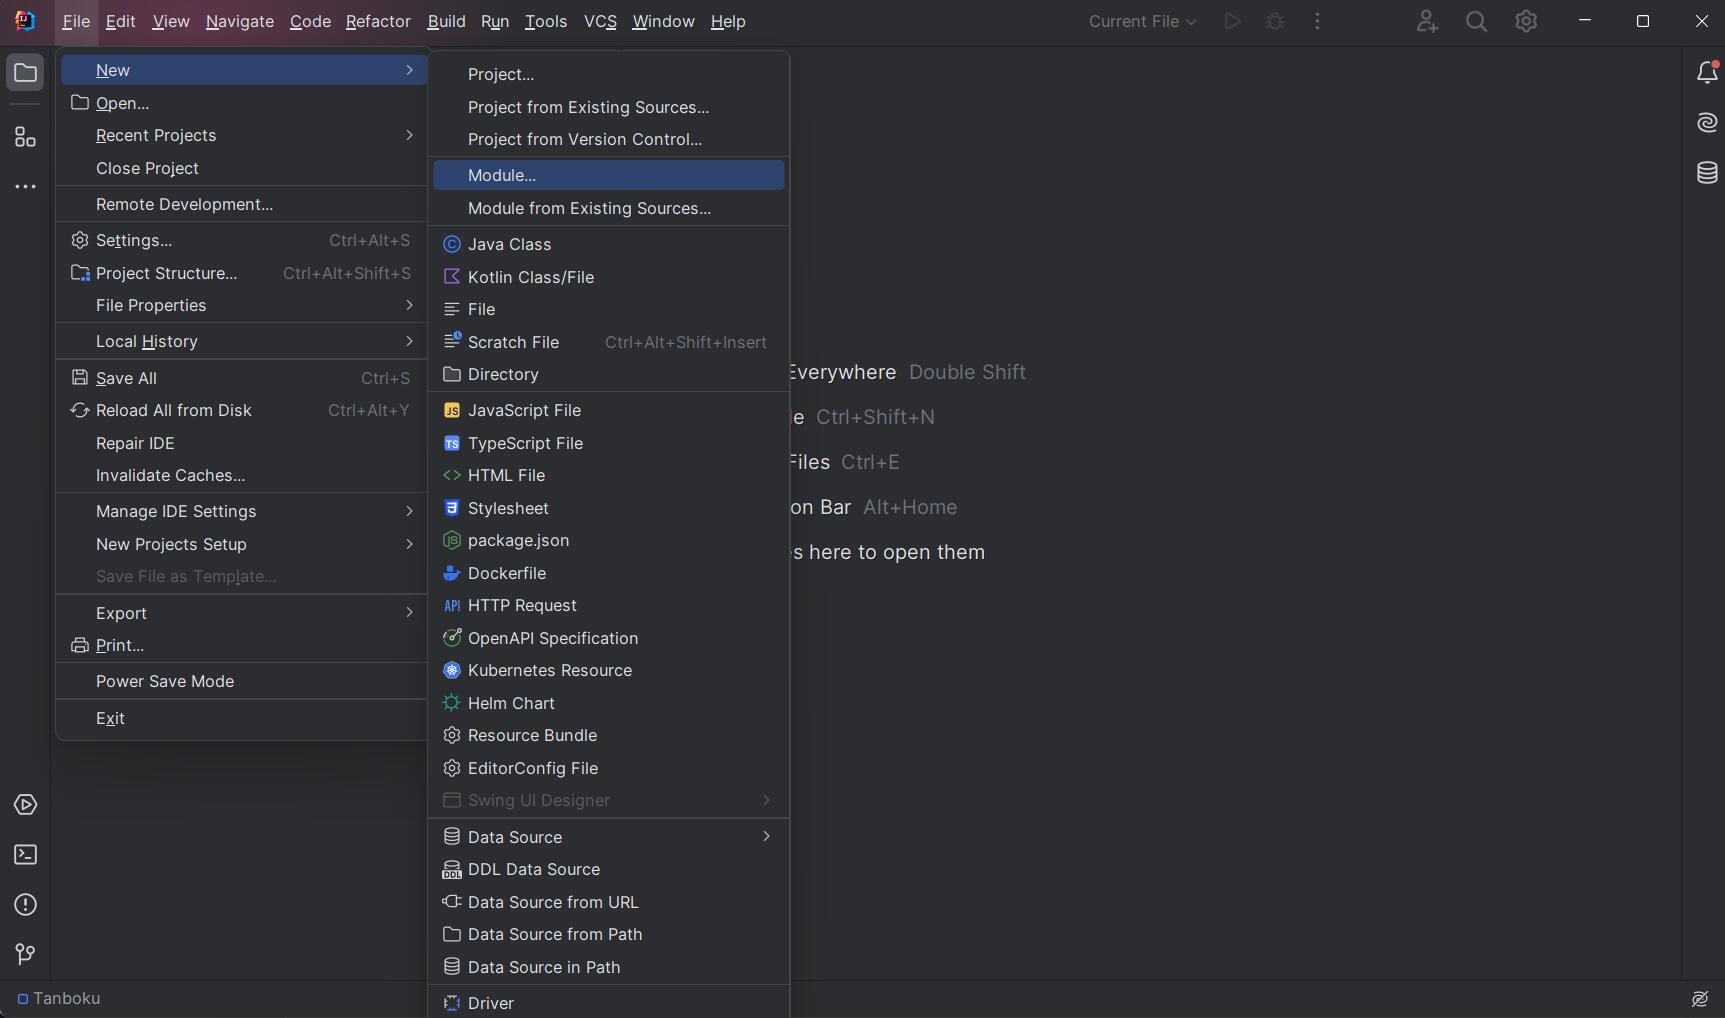 File Edit View Navigate Code Refactor Build Run Tools VCS Window Help Current File
New
Open...
Recent Projects
Close Project
Remote Development...
Settings... Ctrl+Alt+S
Project Structure... Ctrl+Alt+Shift+S
File Properties
Local History
Save All Ctrl+S
Reload All from Disk Ctrl+Alt+Y
Repair IDE
Invalidate Caches...
Manage IDE Settings
New Projects Setup
Save File as Template...
Export
Print...
Power Save Mode
Exit
Project...
Project from Existing Sources...
Project from Version Control...
Module...
Module from Existing Sources...
Java Class
Kotlin Class/File
File
Scratch File Ctrl+Alt+Shift+Insert
Directory
JS JavaScript File
TS TypeScript File
HTML File
Stylesheet
package.json
Dockerfile
API HTTP Request
OpenAPI Specification
Kubernetes Resource
Helm Chart
Resource Bundle
EditorConfig File
Swing UI Designer
Data Source
DDL DDL Data Source
Data Source from URL
Data Source from Path
Data Source in Path
Driver
Everywhere Double Shift
le Ctrl+Shift+N
Files Ctrl+E
on Bar Alt+Home
s here to open them
Tanboku